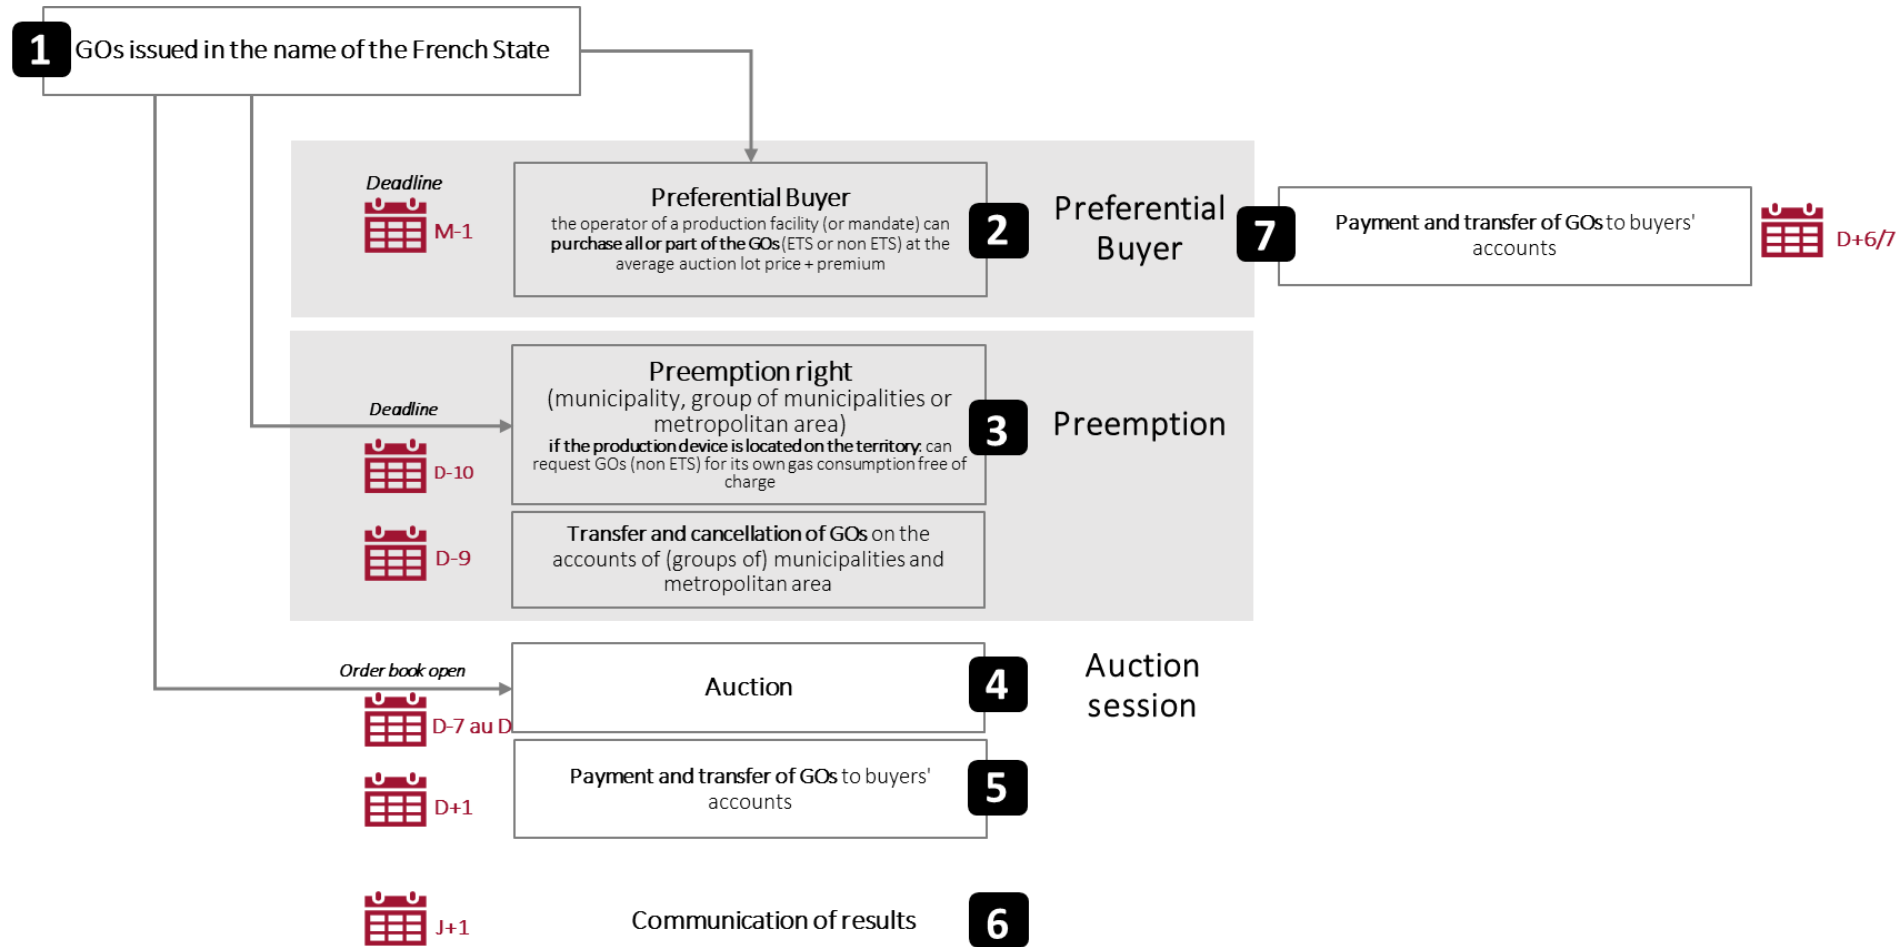 1
GOs issued in the name of the French State
Deadline
M-1
Preferential Buyer
the operator of a production facility (or mandate) can
purchase all or part of the GOs (ETS or non ETS) at the
average auction lot price + premium
2
Preferential
Buyer
7
Payment and transfer of GOs to buyers'
accounts
D+6/7
Deadline
D-10
Preemption right
(municipality, group of municipalities or
metropolitan area)
if the production device is located on the territory: can
request GOs (non ETS) for its own gas consumption free of
charge
3
Preemption
D-9
Transfer and cancellation of GOs on the
accounts of (groups of) municipalities and
metropolitan area
Order book open
D-7 au D
Auction
4
Auction
session
D+1
Payment and transfer of GOs to buyers'
accounts
5
J+1
Communication of results
6